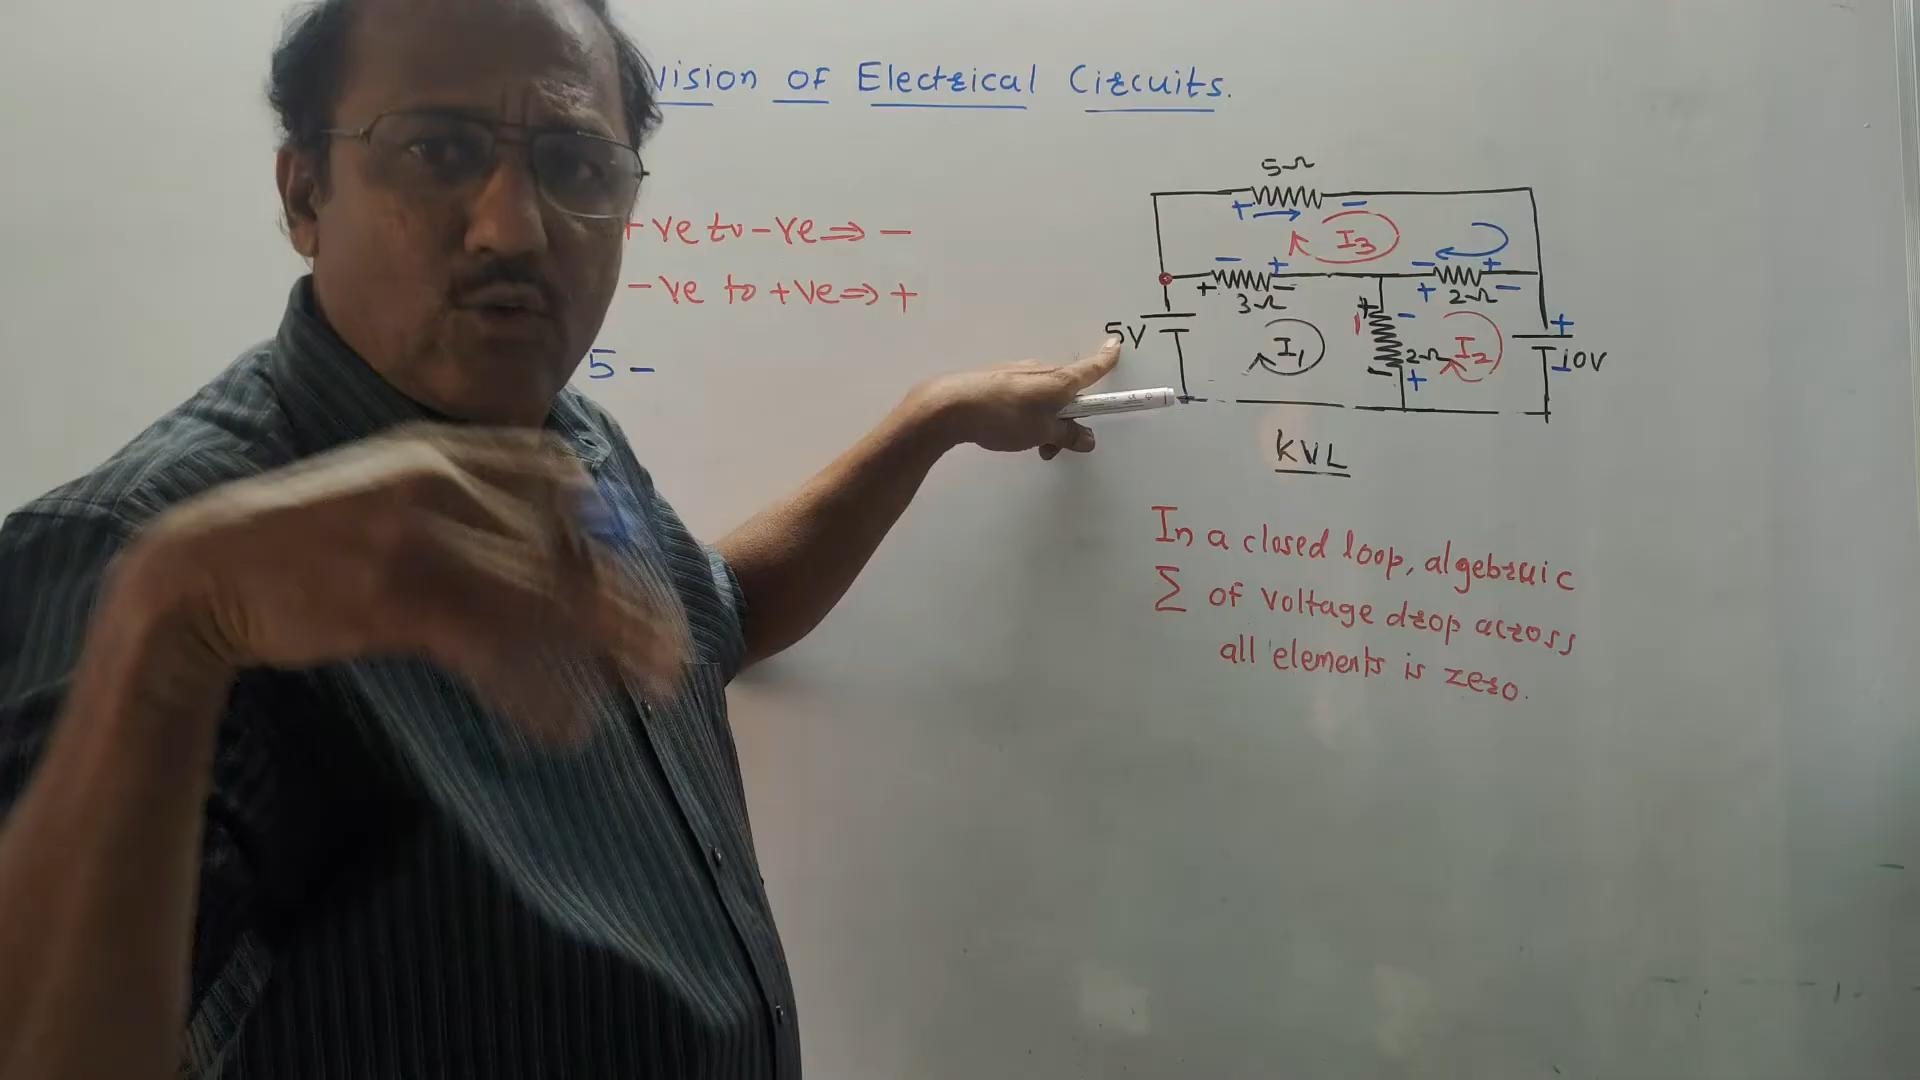 vision of Electrical Circuits.
+ve to -ve ⇒ -
-ve to +ve ⇒ +
5 -
5Ω
+ -
I3
- +
- +
+ 3Ω -
+ 2Ω -
5V
I1
+ -
2Ω
- +
I2
+
- 10V
KVL
In a closed loop, algebraic
Σ of voltage drop across
all elements is zero.